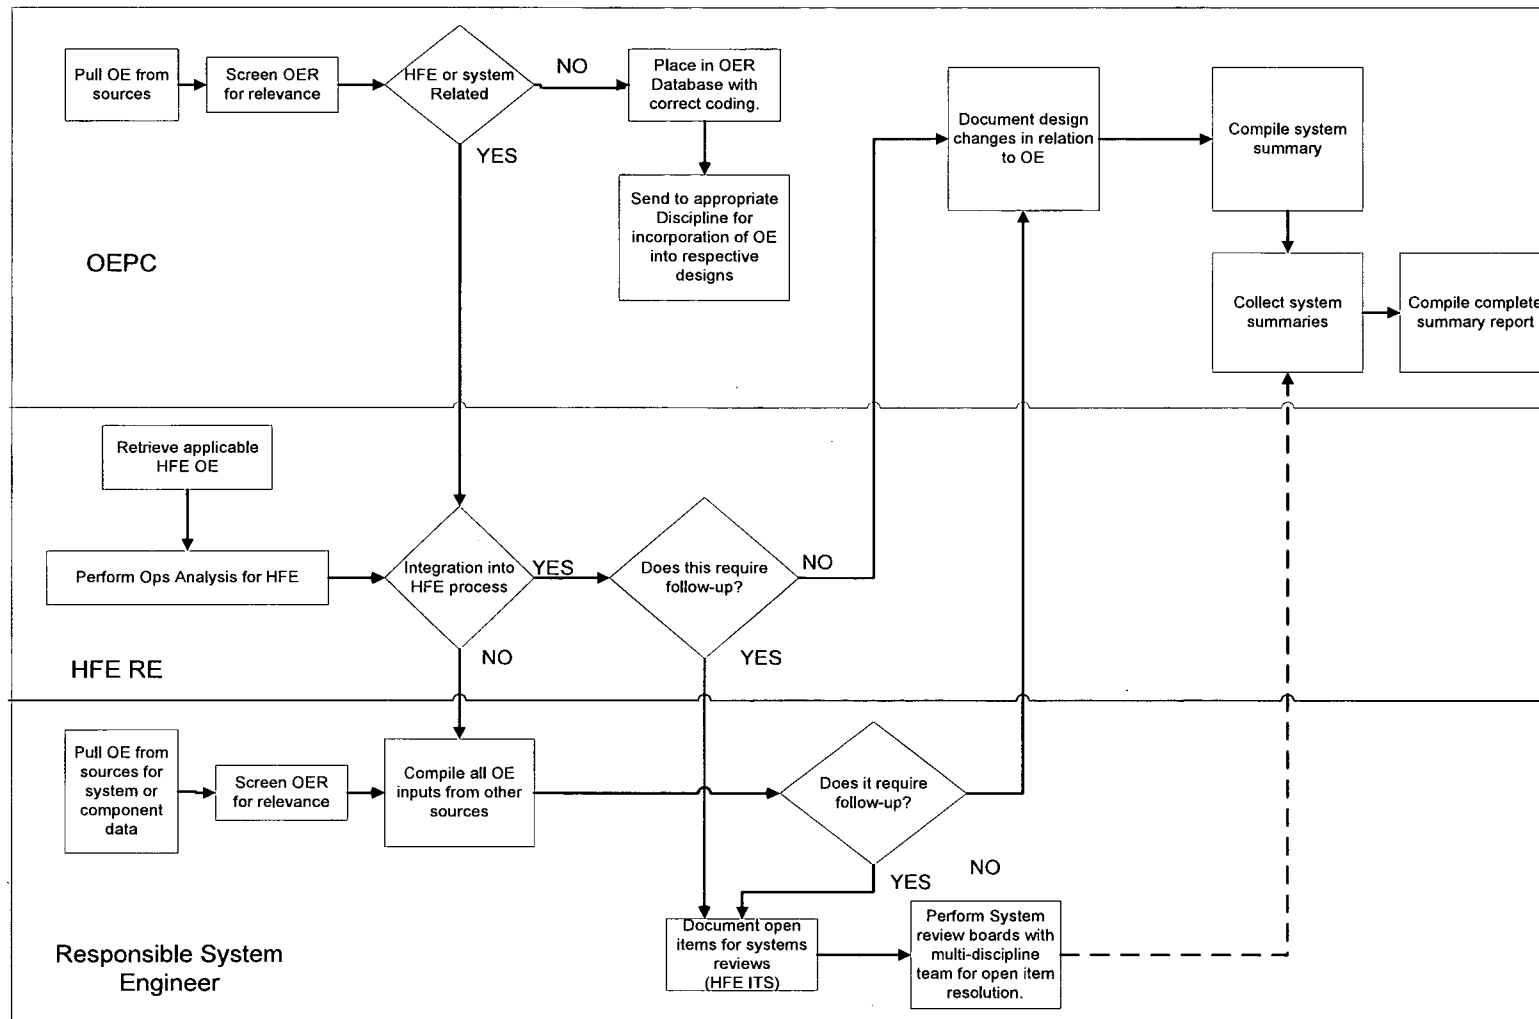 Pull OE from
sources
Screen OER
for relevance
HFE or system
Related
NO
YES
Place in OER
Database with
correct coding.
Send to appropriate
Discipline for
incorporation of OE
into respective
designs
Document design
changes in relation
to OE
Compile system
summary
Collect system
summaries
Compile complete
summary report
OEPC
Retrieve applicable
HFE OE
Perform Ops Analysis for HFE
Integration into
HFE process
YES
NO
Does this require
follow-up?
NO
YES
HFE RE
Pull OE from
sources for
system or
component
data
Screen OER
for relevance
Compile all OE
inputs from other
sources
Does it require
follow-up?
YES
NO
Document open
items for systems
reviews
(HFE ITS)
Perform System
review boards with
multi-discipline
team for open item
resolution.
Responsible System
Engineer